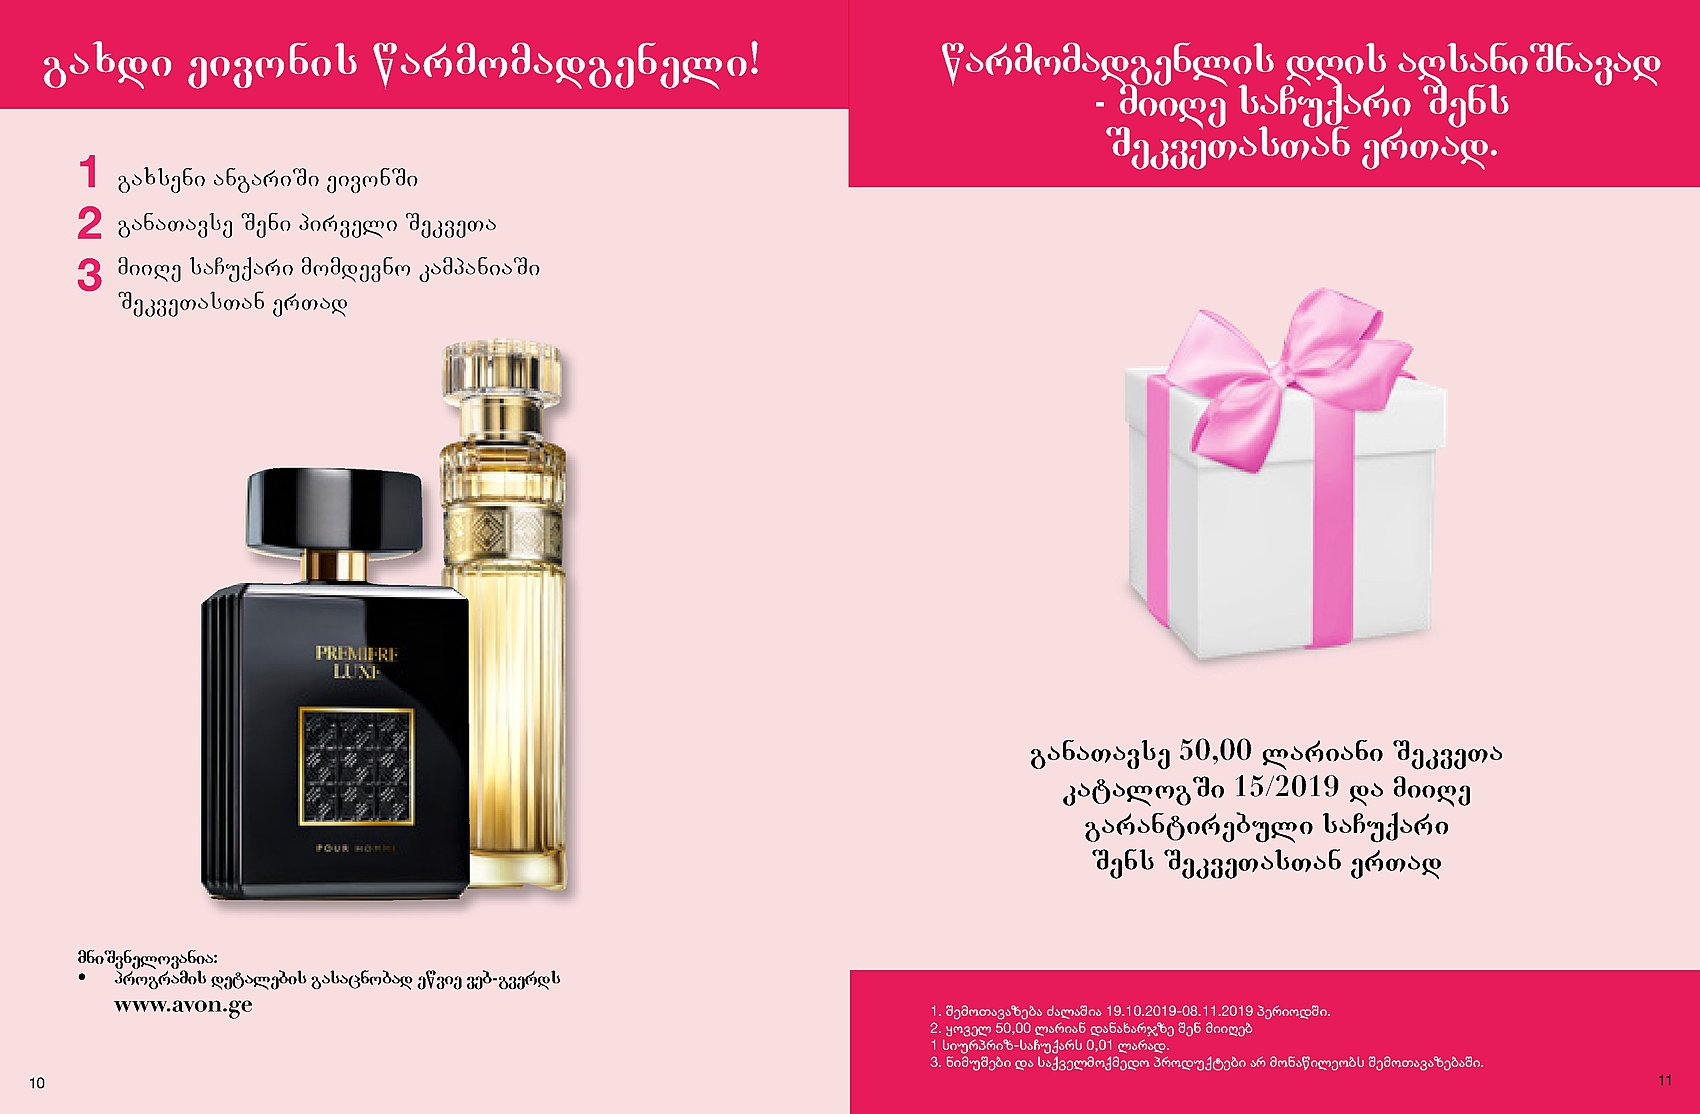 გახდი ეივონის წარმომადგენელი!
1 გახსენი ანგარიში ეივონში
2 განათავსე შენი პირველი შეკვეთა
3 მიიღე საჩუქარი მომდევნო კამპანიაში
შეკვეთასთან ერთად
PREMIERE
LUXE
POUR HOMME
მნიშვნელოვანია:
• პროგრამის დეტალების გასაცნობად ეწვიე ვებ-გვერდს
www.avon.ge
10
წარმომადგენლის დღის აღსანიშნავად
- მიიღე საჩუქარი შენს
შეკვეთასთან ერთად.
განათავსე 50,00 ლარიანი შეკვეთა
კატალოგში 15/2019 და მიიღე
გარანტირებული საჩუქარი
შენს შეკვეთასთან ერთად
1. შემოთავაზება ძალაშია 19.10.2019-08.11.2019 პერიოდში.
2. ყოველ 50,00 ლარიან დანახარჯზე შენ მიიღებ
1 სიურპრიზ-საჩუქარს 0,01 ლარად.
3. ნიმუშები და საქველმოქმედო პროდუქტები არ მონაწილეობს შემოთავაზებაში.
11